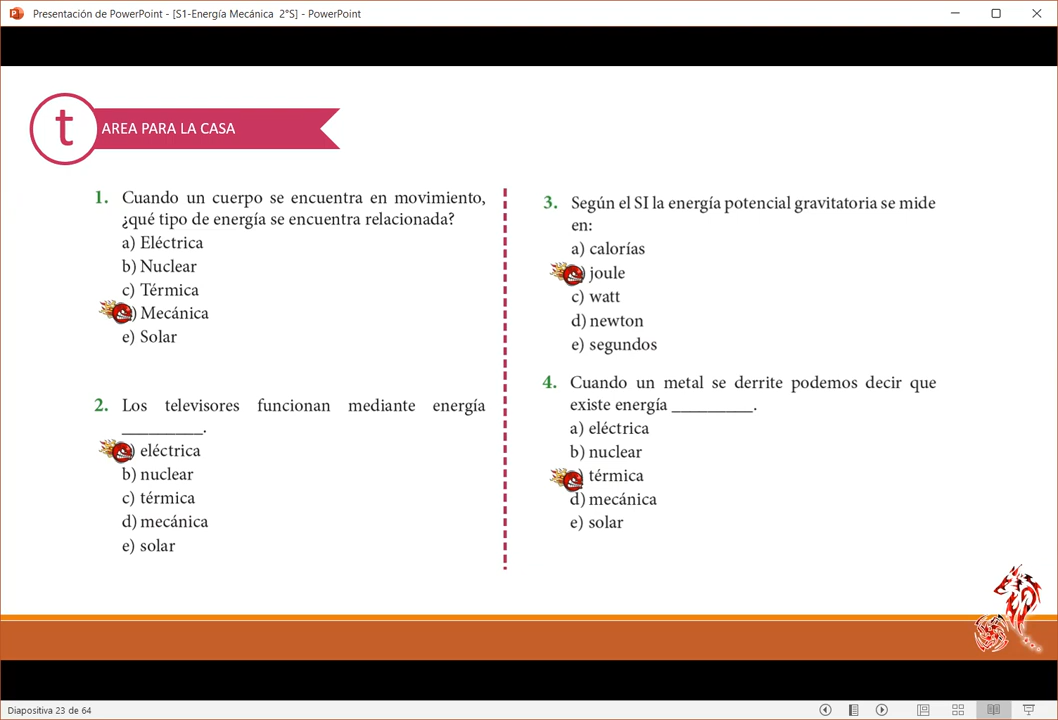 Presentación de PowerPoint - [S1-Energía Mecánica  2°S] - PowerPoint
t AREA PARA LA CASA
1. Cuando un cuerpo se encuentra en movimiento,
¿qué tipo de energía se encuentra relacionada?
a) Eléctrica
b) Nuclear
c) Térmica
) Mecánica
e) Solar
2. Los televisores funcionan mediante energía
_________.
) eléctrica
b) nuclear
c) térmica
d) mecánica
e) solar
3. Según el SI la energía potencial gravitatoria se mide
en:
a) calorías
) joule
c) watt
d) newton
e) segundos
4. Cuando un metal se derrite podemos decir que
existe energía _________.
a) eléctrica
b) nuclear
) térmica
d) mecánica
e) solar
Diapositiva 23 de 64